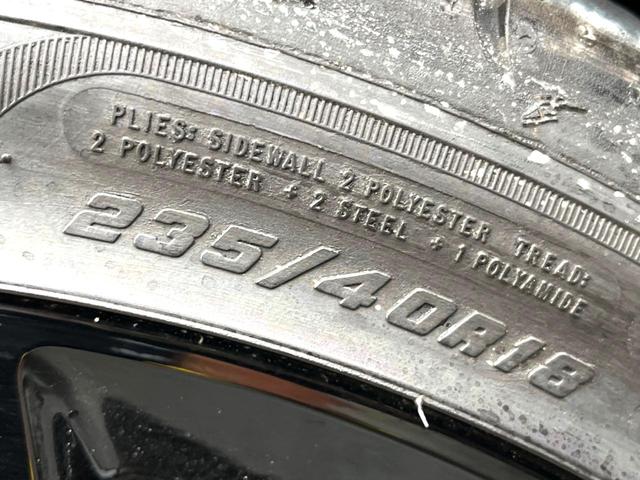 PLIES: SIDEWALL 2 POLYESTER TREAD:
2 POLYESTER + 2 STEEL + 1 POLYAMIDE
235/40R18